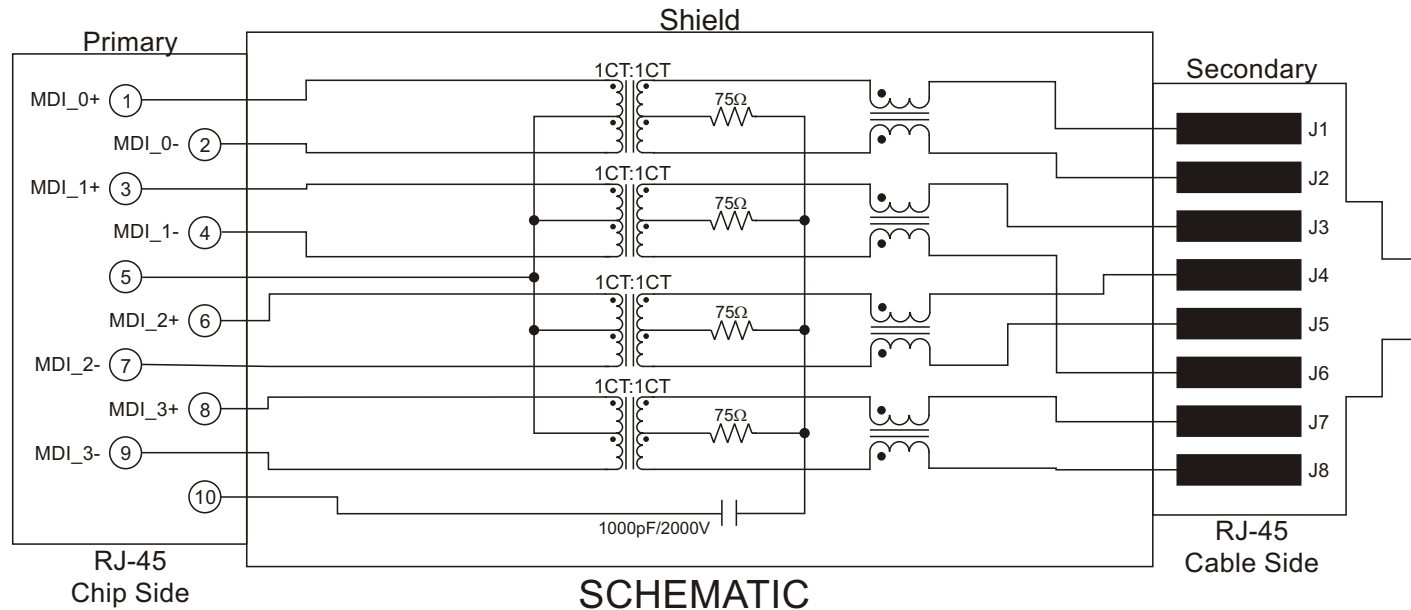 Shield
Primary
Secondary
1CT:1CT
MDI_0+ 1
75Ω
J1
MDI_0- 2
J2
1CT:1CT
MDI_1+ 3
75Ω
J3
MDI_1- 4
J4
5
1CT:1CT
MDI_2+ 6
75Ω
J5
MDI_2- 7
J6
1CT:1CT
MDI_3+ 8
75Ω
J7
MDI_3- 9
J8
10
1000pF/2000V
RJ-45
Chip Side
RJ-45
Cable Side
SCHEMATIC